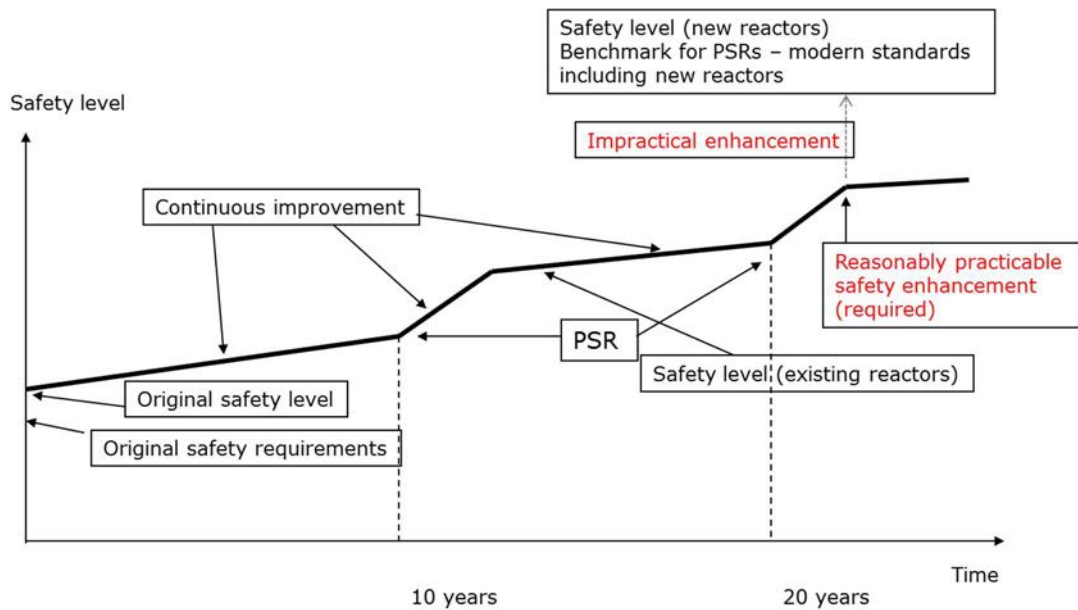 Safety level (new reactors)
Benchmark for PSRs – modern standards
including new reactors
Safety level
Impractical enhancement
Continuous improvement
Reasonably practicable
safety enhancement
(required)
PSR
Safety level (existing reactors)
Original safety level
Original safety requirements
Time
10 years
20 years